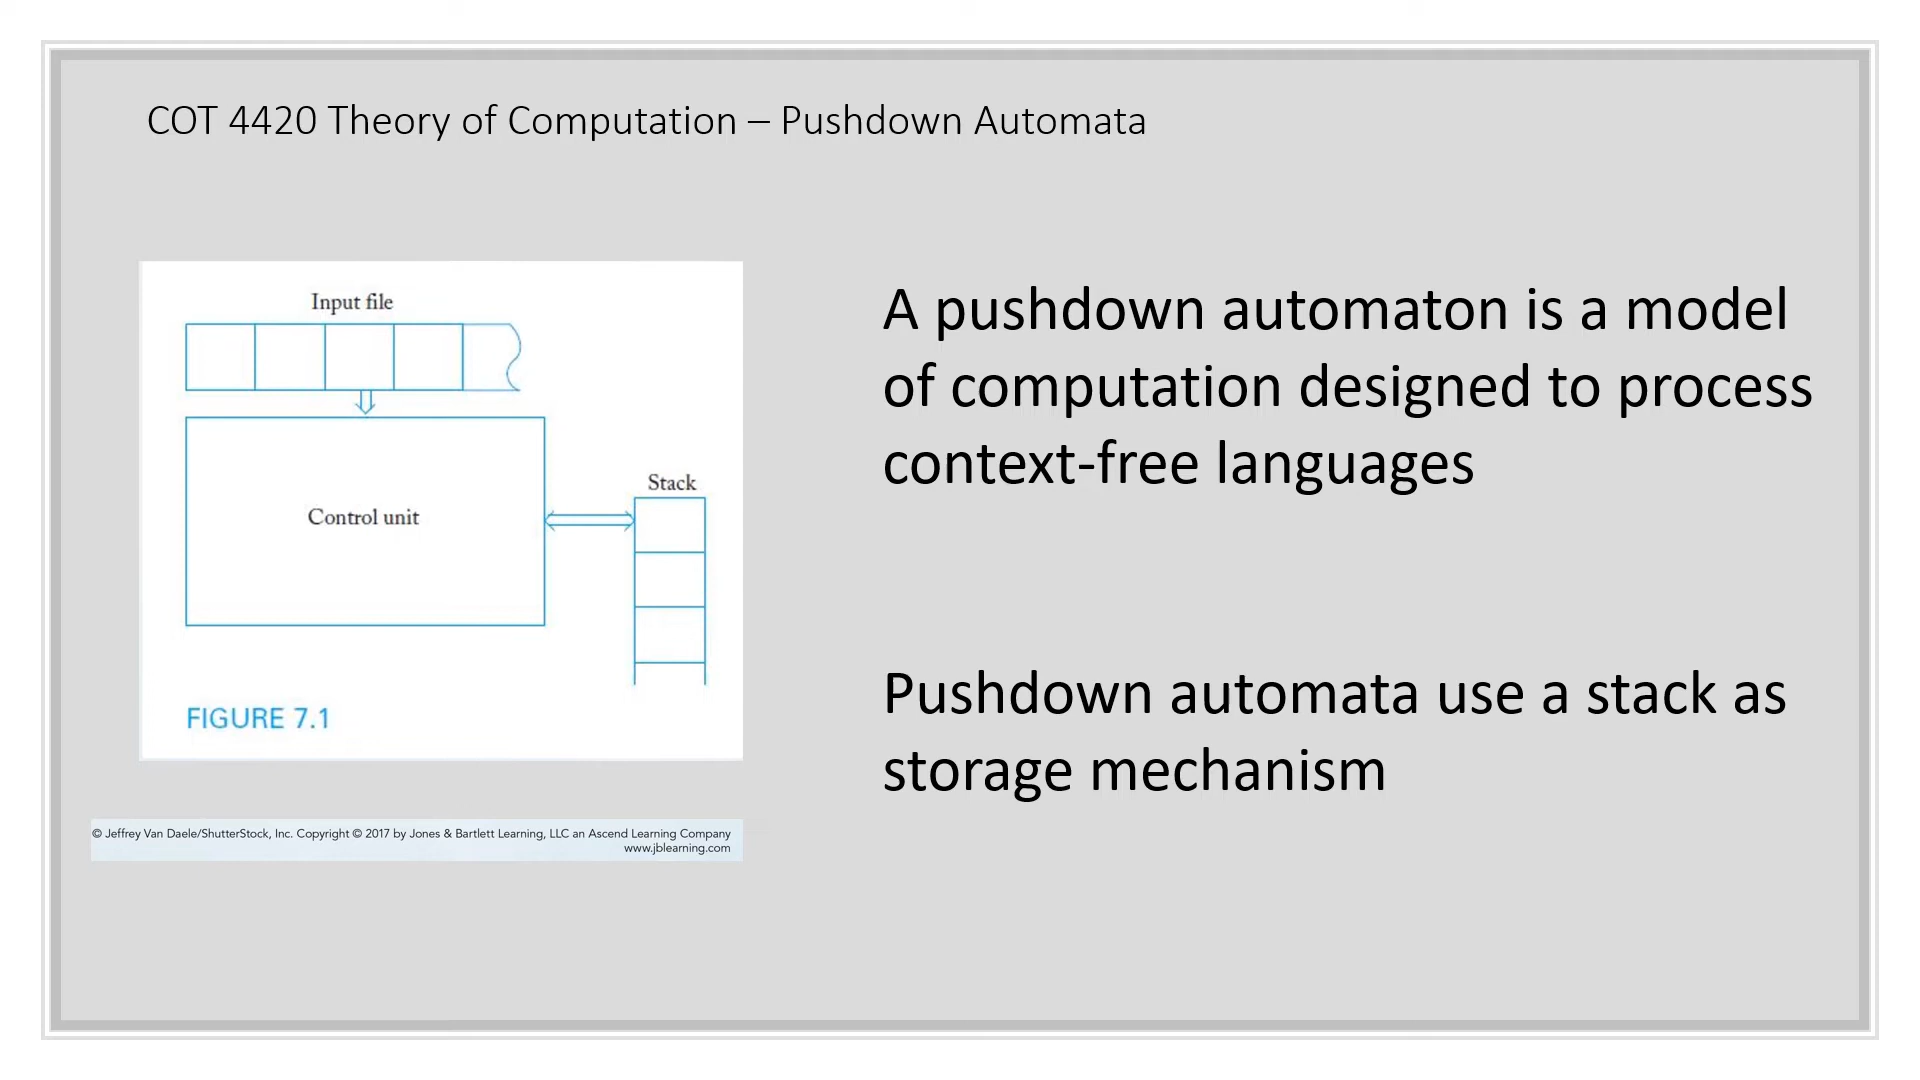 COT 4420 Theory of Computation – Pushdown Automata
Input file
Control unit
Stack
FIGURE 7.1
© Jeffrey Van Daele/ShutterStock, Inc. Copyright © 2017 by Jones & Bartlett Learning, LLC an Ascend Learning Company
www.jblearning.com
A pushdown automaton is a model
of computation designed to process
context-free languages
Pushdown automata use a stack as
storage mechanism